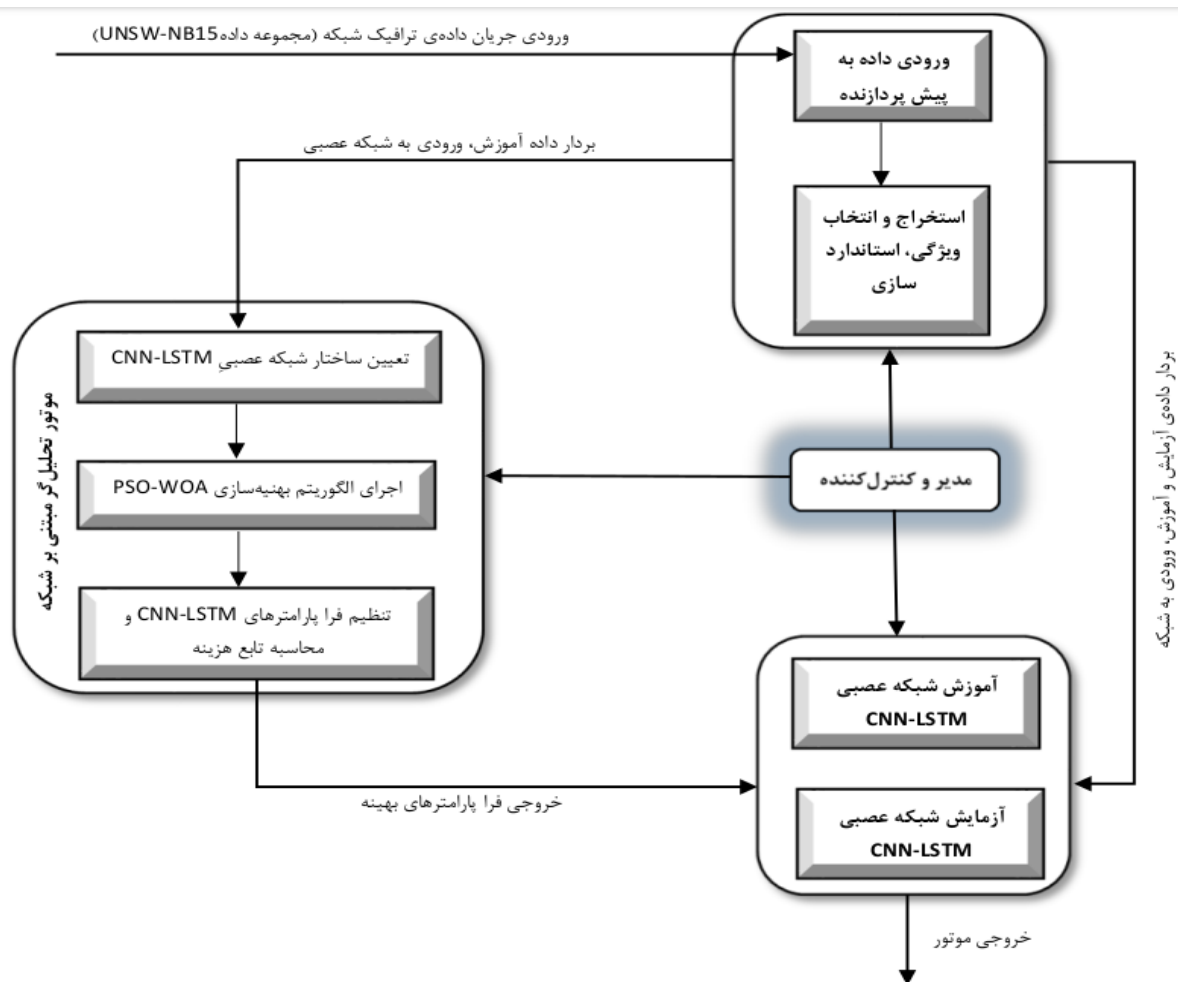 ورودی جریان داده‌ی ترافیک شبکه (مجموعه داده UNSW-NB15)
ورودی داده به
پیش پردازنده
بردار داده آموزش، ورودی به شبکه عصبی
استخراج و انتخاب
ویژگی، استاندارد
سازی
تعیین ساختار شبکه عصبیِ CNN-LSTM
موتور تحلیل‌گر مبتنی بر شبکه
اجرای الگوریتم بهنیه‌سازی PSO-WOA
تنظیم فرا پارامترهای CNN-LSTM و
محاسبه تابع هزینه
مدیر و کنترل‌کننده
بردار داده‌ی آزمایش و آموزش، ورودی به شبکه
آموزش شبکه عصبی
CNN-LSTM
خروجی فرا پارامترهای بهینه
آزمایش شبکه عصبی
CNN-LSTM
خروجی موتور